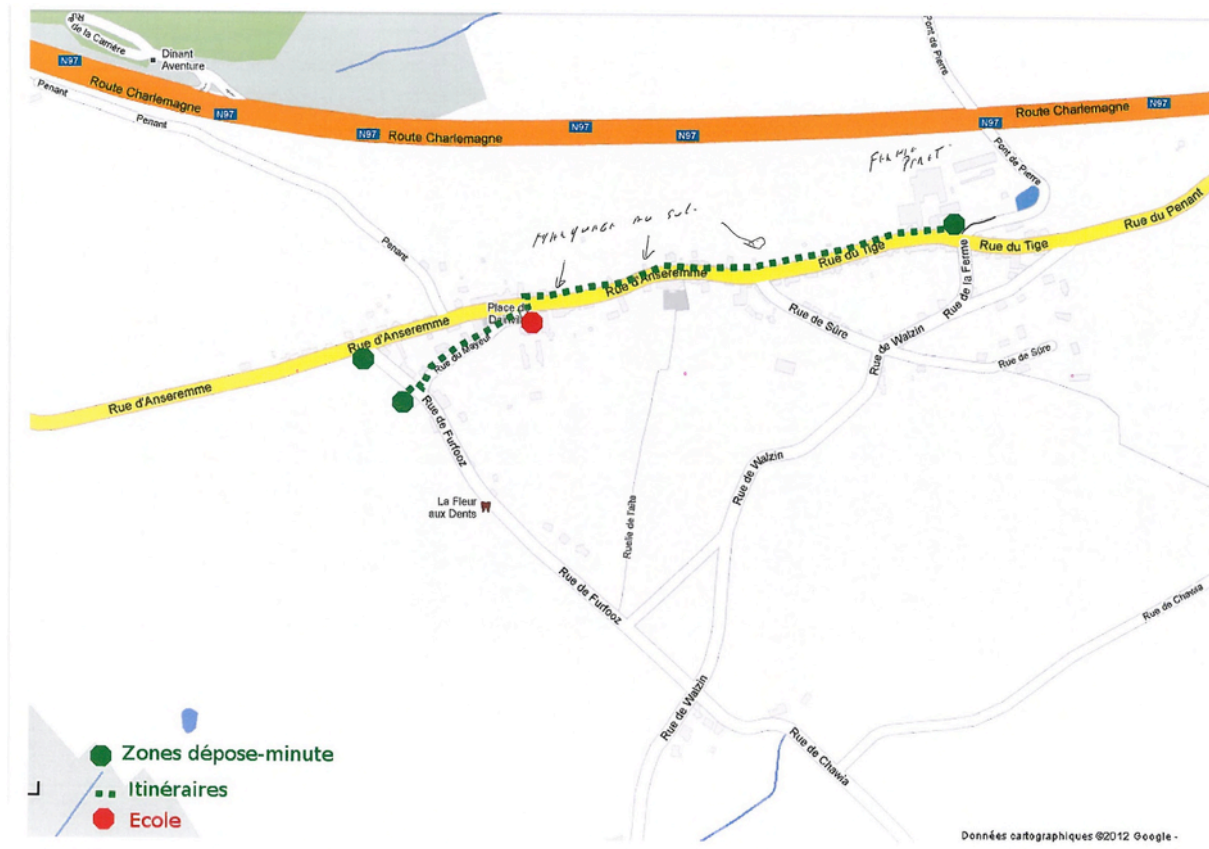 Ru
de la Carrière
Dinant
Aventure
N97
Route Charlemagne
N97
Penant
Penant
N97
Route Charlemagne
N97
N97
N97
Route Charlemagne
N97
Pont de Pierre
Pont de Pierre
Ferme
Marquage au sol
Penant
Rue du Penant
Rue du Tige
Rue du Tige
Rue de la Ferme
Rue d'Anseremme
Place d
Rue d'Anseremme
Rue du Mayeur
Rue d'Anseremme
Rue de Sûre
Rue de Walzin
Rue de Sûre
Rue de Furfooz
Rue de Walzin
La Fleur
aux Dents
Ruelle de l'aite
Rue de Furfooz
Rue de Chawia
Rue de Walzin
Rue de Chawia
Zones dépose-minute
Itinéraires
Ecole
Données cartographiques ©2012 Google -